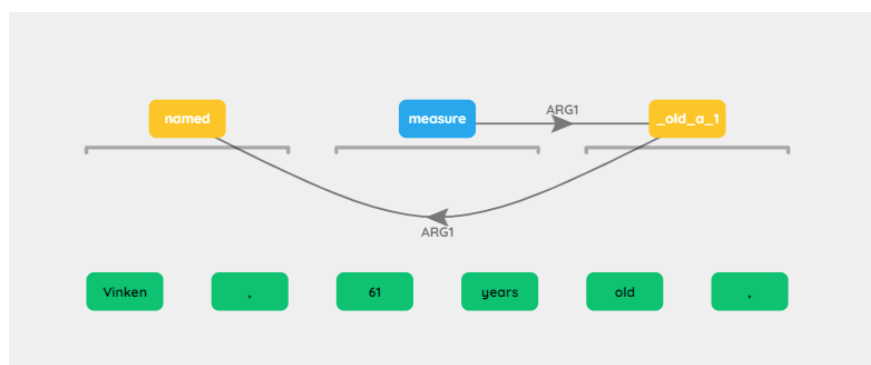 named measure ARG1 _old_a_1
ARG1
Vinken , 61 years old ,